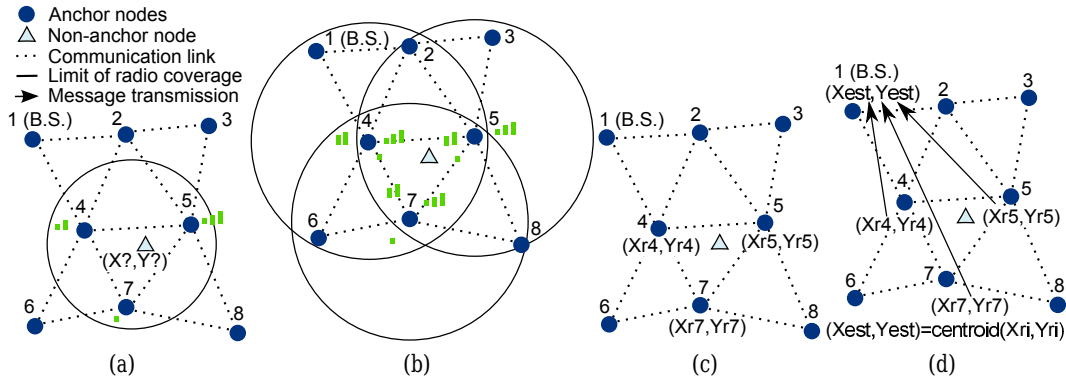 Anchor nodes
Non-anchor node
Communication link
Limit of radio coverage
Message transmission
1 (B.S.)
2
3
4
5
(X?,Y?)
7
6
8
(a)
1 (B.S.)
2
3
4
5
7
6
8
(b)
1 (B.S.)
2
3
4
5
(Xr4,Yr4)
(Xr5,Yr5)
7
6
(Xr7,Yr7)
8
(c)
1 (B.S.)
(Xest,Yest)
2
3
4
5
(Xr4,Yr4)
(Xr5,Yr5)
7
6
8
(Xr7,Yr7)
(Xest,Yest)=centroid(Xri,Yri)
(d)